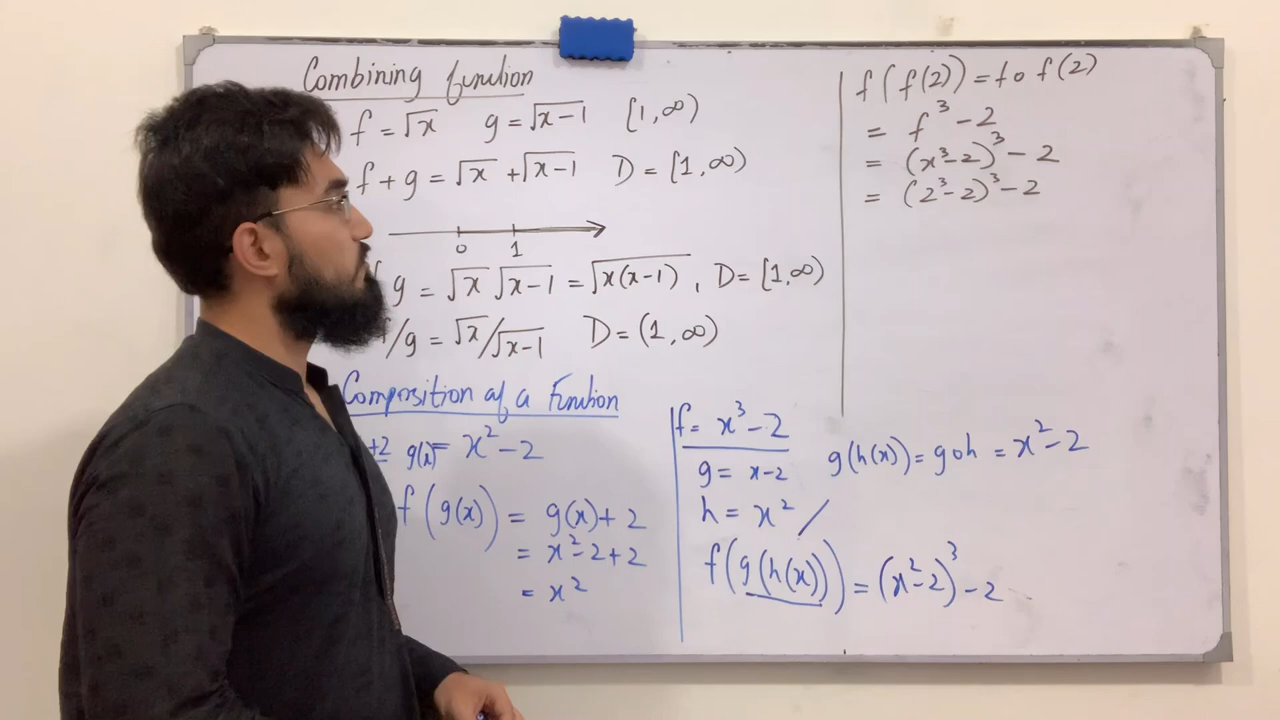 Combining function
f = √x g = √x-1 [1,∞)
f + g = √x + √x-1 D = [1,∞)
0 1
g = √x √x-1 = √x(x-1) , D = [1,∞)
/g = √x/√x-1 D = (1,∞)
Composition of a Function
+2 g(x) = x² - 2
f(g(x)) = g(x) + 2
= x² - 2 + 2
= x²
f = x³ - 2
g = x-2
h = x² /
g(h(x)) = goh = x² - 2
f(g(h(x))) = (x² - 2)³ - 2
f(f(2)) = fof(2)
= f³ - 2
= (x³-2)³ - 2
= (2³-2)³ - 2